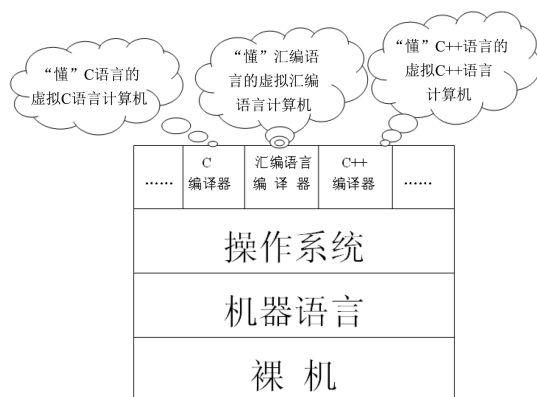 “懂”C语言的
虚拟C语言计算机
“懂”汇编语
言的虚拟汇编
语言计算机
“懂”C++语言的
虚拟C++语言
计算机
……
C
编译器
汇编语言
编 译 器
C++
编译器
……
操作系统
机器语言
裸 机